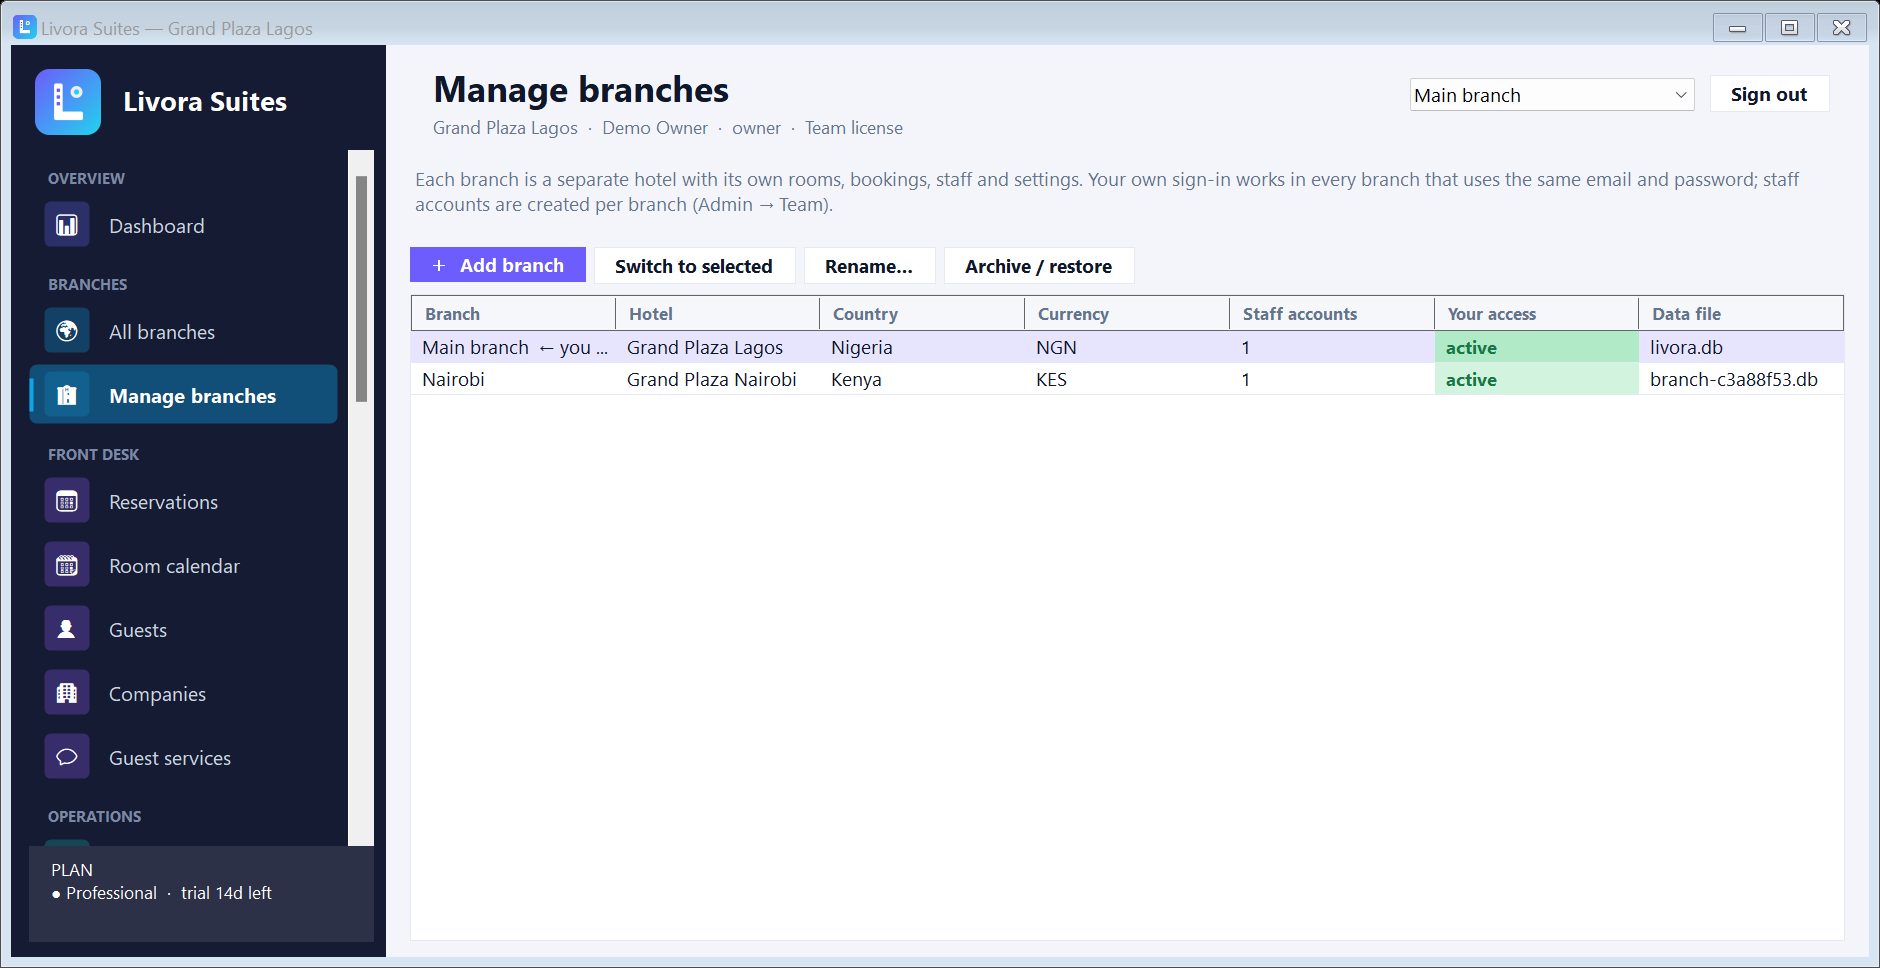 Livora Suites — Grand Plaza Lagos
Livora Suites
OVERVIEW
Dashboard
BRANCHES
All branches
Manage branches
FRONT DESK
Reservations
Room calendar
Guests
Companies
Guest services
OPERATIONS
PLAN
● Professional · trial 14d left
Manage branches
Grand Plaza Lagos · Demo Owner · owner · Team license
Main branch
Sign out
Each branch is a separate hotel with its own rooms, bookings, staff and settings. Your own sign-in works in every branch that uses the same email and password; staff
accounts are created per branch (Admin → Team).
+ Add branch
Switch to selected
Rename...
Archive / restore
Branch Hotel Country Currency Staff accounts Your access Data file
Main branch ← you ... Grand Plaza Lagos Nigeria NGN 1 active livora.db
Nairobi Grand Plaza Nairobi Kenya KES 1 active branch-c3a88f53.db